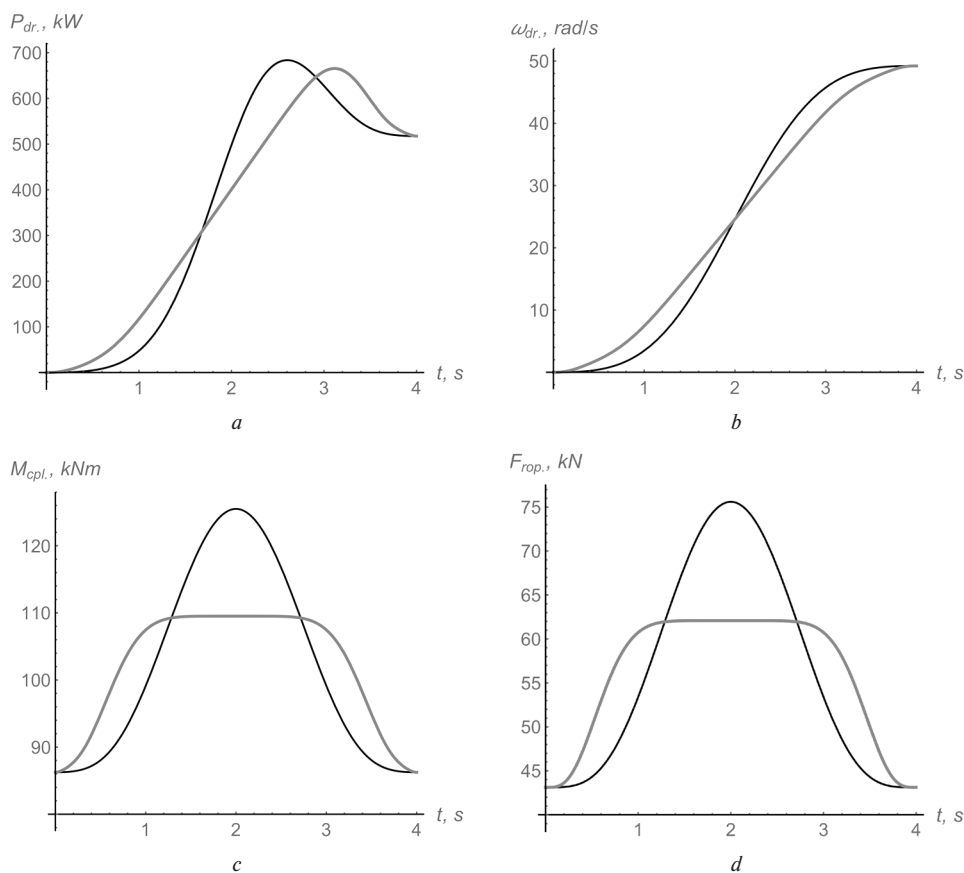 P_dr., kW
700
600
500
400
300
200
100
1 2 3 4 t, s
a
ω_dr., rad/s
50
40
30
20
10
1 2 3 4 t, s
b
M_cpl., kNm
120
110
100
90
1 2 3 4 t, s
c
F_rop., kN
75
70
65
60
55
50
45
1 2 3 4 t, s
d